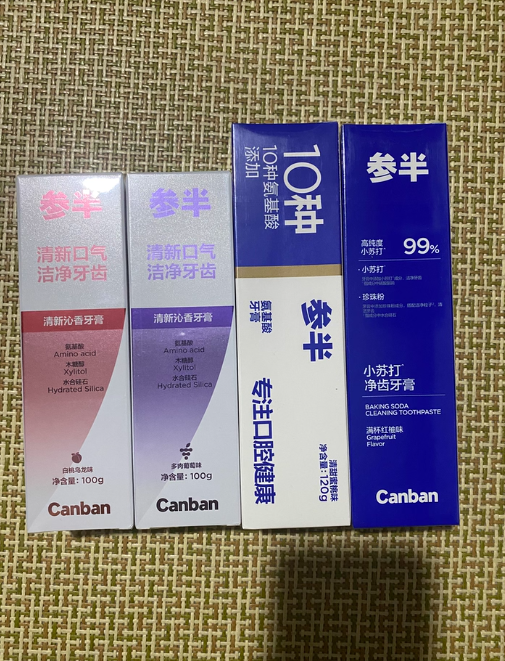 参半
清新口气
洁净牙齿
清新沁香牙膏
氨基酸
Amino acid
木糖醇
Xylitol
水合硅石
Hydrated Silica
白桃乌龙味
净含量：100g
Canban
参半
清新口气
洁净牙齿
清新沁香牙膏
氨基酸
Amino acid
木糖醇
Xylitol
水合硅石
Hydrated Silica
多肉葡萄味
净含量：100g
Canban
10种
10种氨基酸
添加
参半
氨基酸
牙膏
专注口腔健康
清甜蜜桃味
净含量：120g
参半
高纯度
小苏打
99%
·小苏打
·珍珠粉
小苏打
净齿牙膏
BAKING SODA
CLEANING TOOTHPASTE
满杯红柚味
Grapefruit
Flavor
Canban